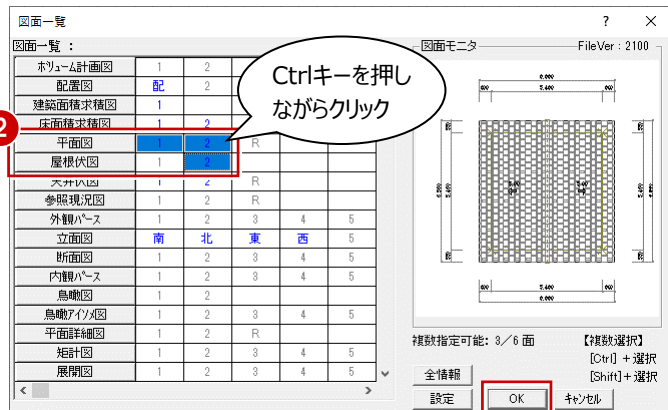 図面一覧 ? ×
図面一覧 :
ボリューム計画図 1 2
配置図 配 2
建築面積求積図 1
床面積求積図 1 2
2
平面図 1 2 R
屋根伏図 1 2
天井伏図 1 2 R
参照現況図 1 2 R
外観パース 1 2 3 4 5
立面図 南 北 東 西 5
断面図 1 2 3 4 5
内観パース 1 2 3 4 5
鳥瞰図 1 2
鳥瞰アイソメ図 1 2 3 4 5
平面詳細図 1 2 R
矩計図 1 2 3 4 5
展開図 1 2 3 4 5
Ctrlキーを押し
ながらクリック
図面モニタ FileVer : 2100
複数指定可能: 3/6 面 【複数選択】
[Ctrl] + 選択
全情報 [Shift] + 選択
設定 OK キャンセル